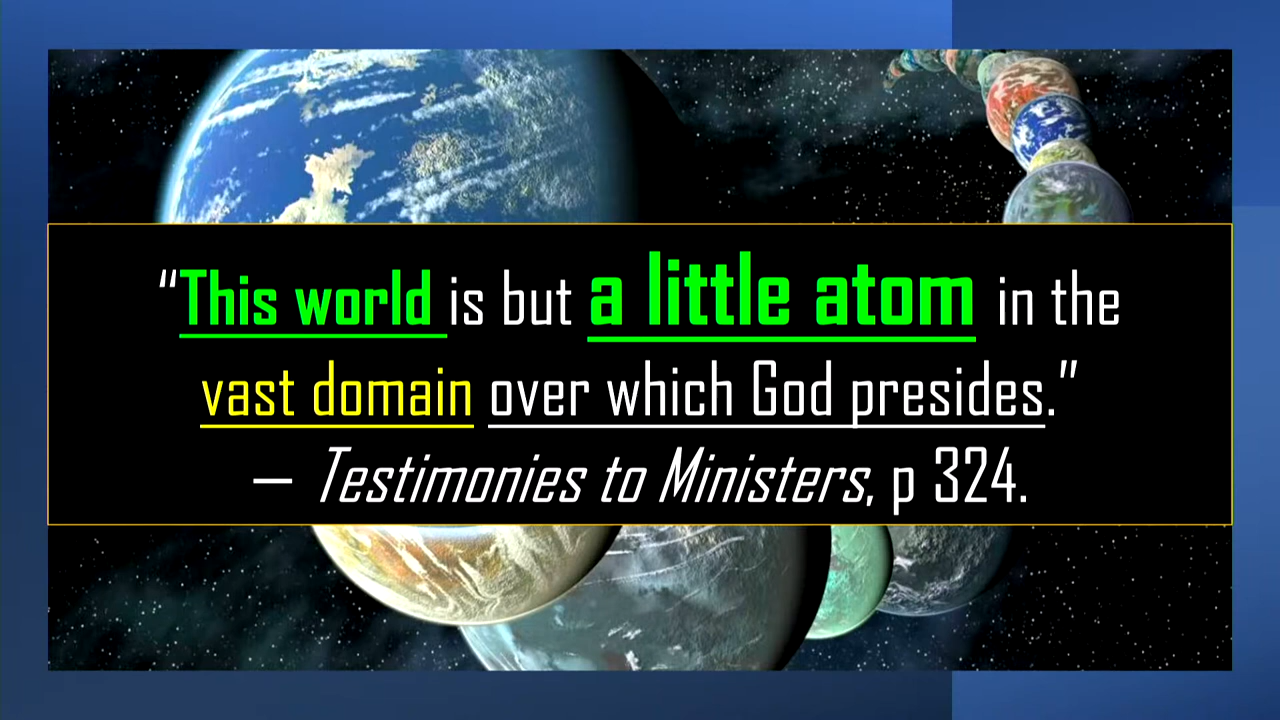 “This world is but a little atom in the
vast domain over which God presides.”
– Testimonies to Ministers, p 324.